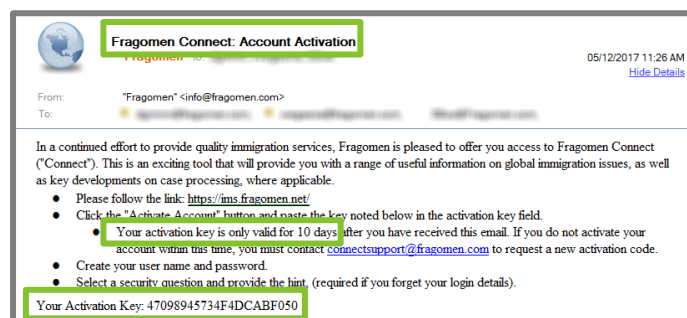 Fragomen Connect: Account Activation
Fragomen to:
05/12/2017 11:26 AM
Hide Details
From: "Fragomen" <info@fragomen.com>
To:
In a continued effort to provide quality immigration services, Fragomen is pleased to offer you access to Fragomen Connect
("Connect"). This is an exciting tool that will provide you with a range of useful information on global immigration issues, as well
as key developments on case processing, where applicable.
● Please follow the link: https://ims.fragomen.net/
● Click the "Activate Account" button and paste the key noted below in the activation key field.
● Your activation key is only valid for 10 days after you have received this email. If you do not activate your
account within this time, you must contact connectsupport@fragomen.com to request a new activation code.
● Create your user name and password.
● Select a security question and provide the hint, (required if you forget your login details).
Your Activation Key: 47098945734F4DCABF050